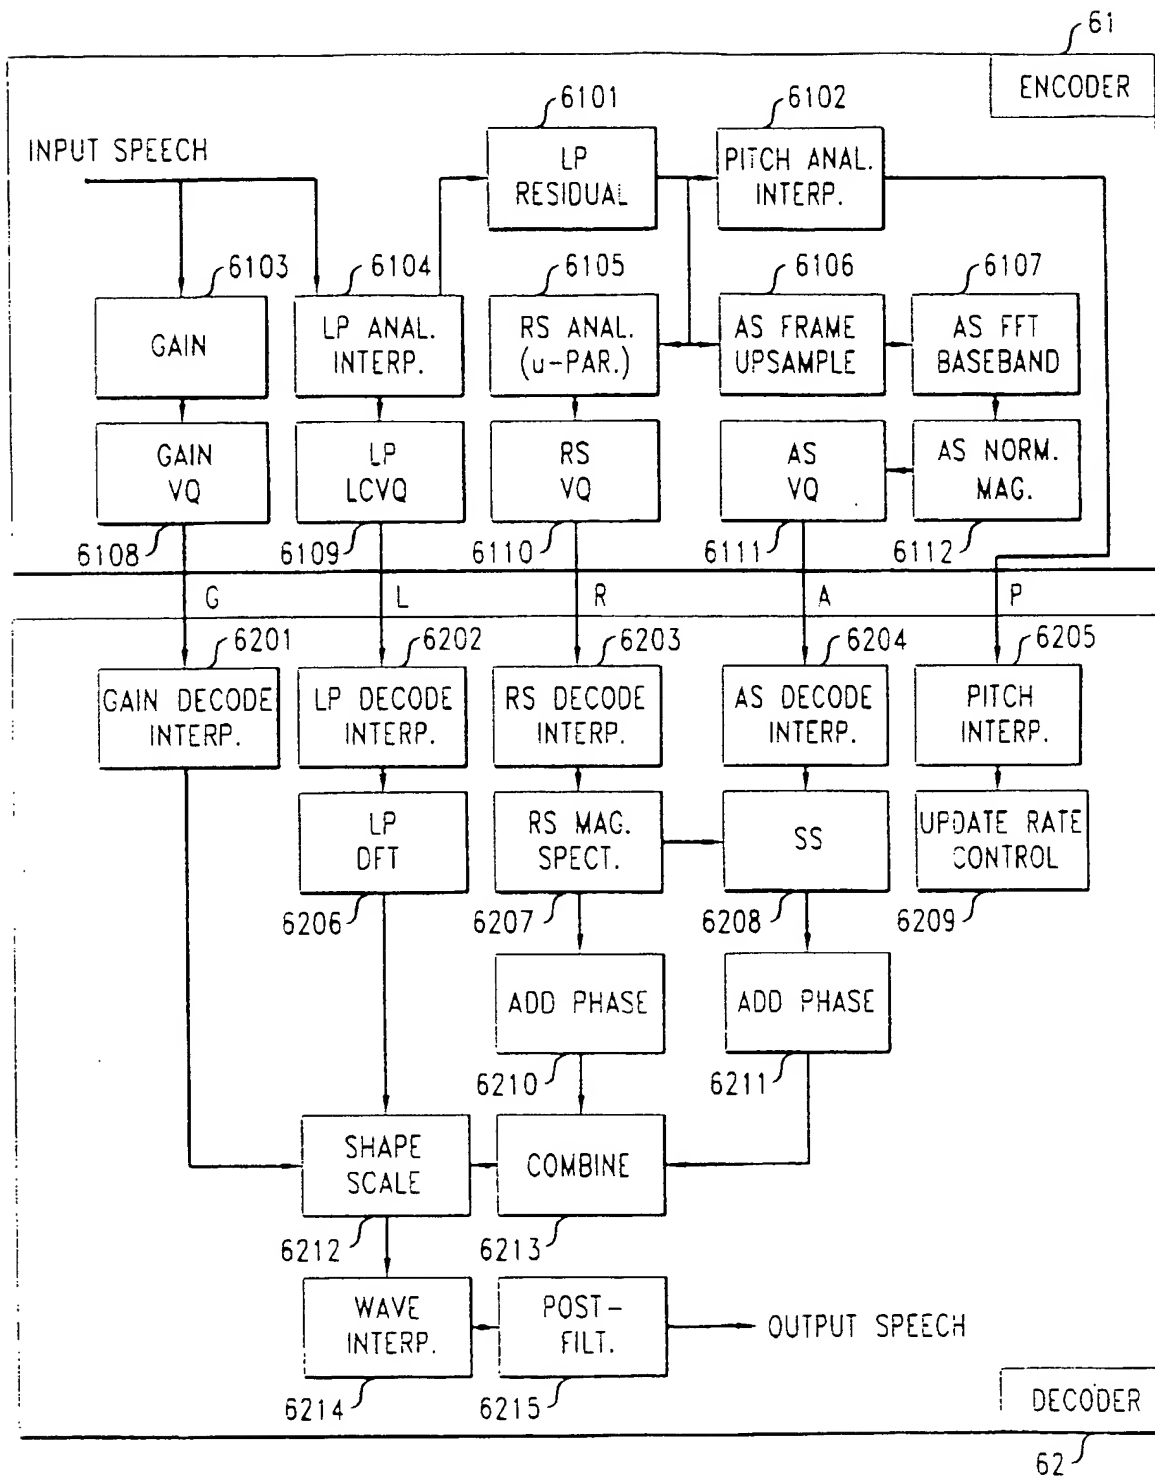 61
ENCODER
6101
6102
INPUT SPEECH
LP
RESIDUAL
PITCH ANAL.
INTERP.
6103
6104
6105
6106
6107
GAIN
LP ANAL.
INTERP.
RS ANAL.
(u-PAR.)
AS FRAME
UPSAMPLE
AS FFT
BASEBAND
GAIN
VQ
LP
LCVQ
RS
VQ
AS
VQ
AS NORM.
MAG.
6108
6109
6110
6111
6112
G
L
R
A
P
6201
6202
6203
6204
6205
GAIN DECODE
INTERP.
LP DECODE
INTERP.
RS DECODE
INTERP.
AS DECODE
INTERP.
PITCH
INTERP.
LP
DFT
RS MAG.
SPECT.
SS
UPDATE RATE
CONTROL
6206
6207
6208
6209
ADD PHASE
ADD PHASE
6210
6211
SHAPE
SCALE
COMBINE
6212
6213
WAVE
INTERP.
POST-
FILT.
OUTPUT SPEECH
6214
6215
DECODER
62